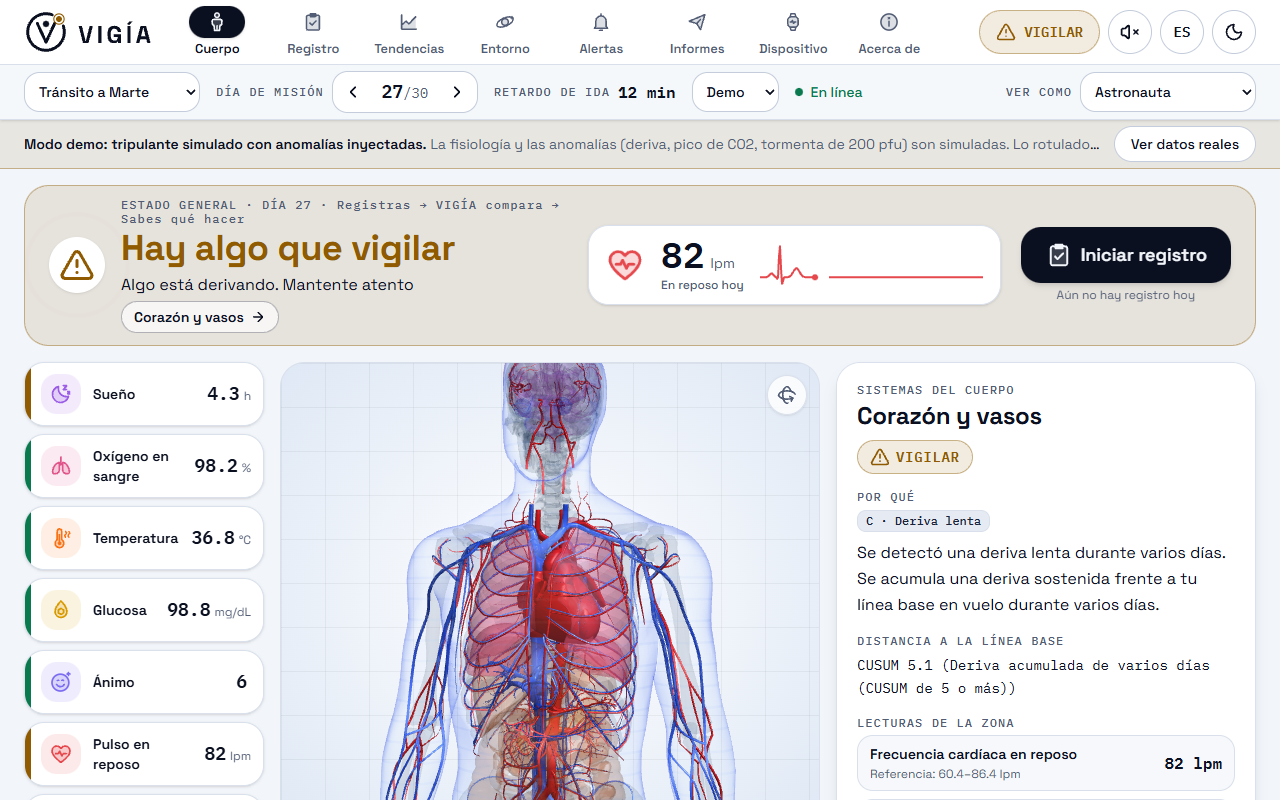 VIGÍA
Cuerpo
Registro
Tendencias
Entorno
Alertas
Informes
Dispositivo
Acerca de
VIGILAR
ES
Tránsito a Marte
DÍA DE MISIÓN
27/30
RETARDO DE IDA 12 min
Demo
En línea
VER COMO
Astronauta
Modo demo: tripulante simulado con anomalías inyectadas. La fisiología y las anomalías (deriva, pico de CO2, tormenta de 200 pfu) son simuladas. Lo rotulado...
Ver datos reales
ESTADO GENERAL · DÍA 27 · Registras → VIGÍA compara →
Sabes qué hacer
Hay algo que vigilar
Algo está derivando. Mantente atento
Corazón y vasos →
82 lpm
En reposo hoy
Iniciar registro
Aún no hay registro hoy
Sueño
4.3 h
Oxígeno en
sangre
98.2 %
Temperatura
36.8 °C
Glucosa
98.8 mg/dL
Ánimo
6
Pulso en
reposo
82 lpm
SISTEMAS DEL CUERPO
Corazón y vasos
VIGILAR
POR QUÉ
C · Deriva lenta
Se detectó una deriva lenta durante varios días.
Se acumula una deriva sostenida frente a tu
línea base en vuelo durante varios días.
DISTANCIA A LA LÍNEA BASE
CUSUM 5.1 (Deriva acumulada de varios días
(CUSUM de 5 o más))
LECTURAS DE LA ZONA
Frecuencia cardíaca en reposo
Referencia: 60.4–86.4 lpm
82 lpm